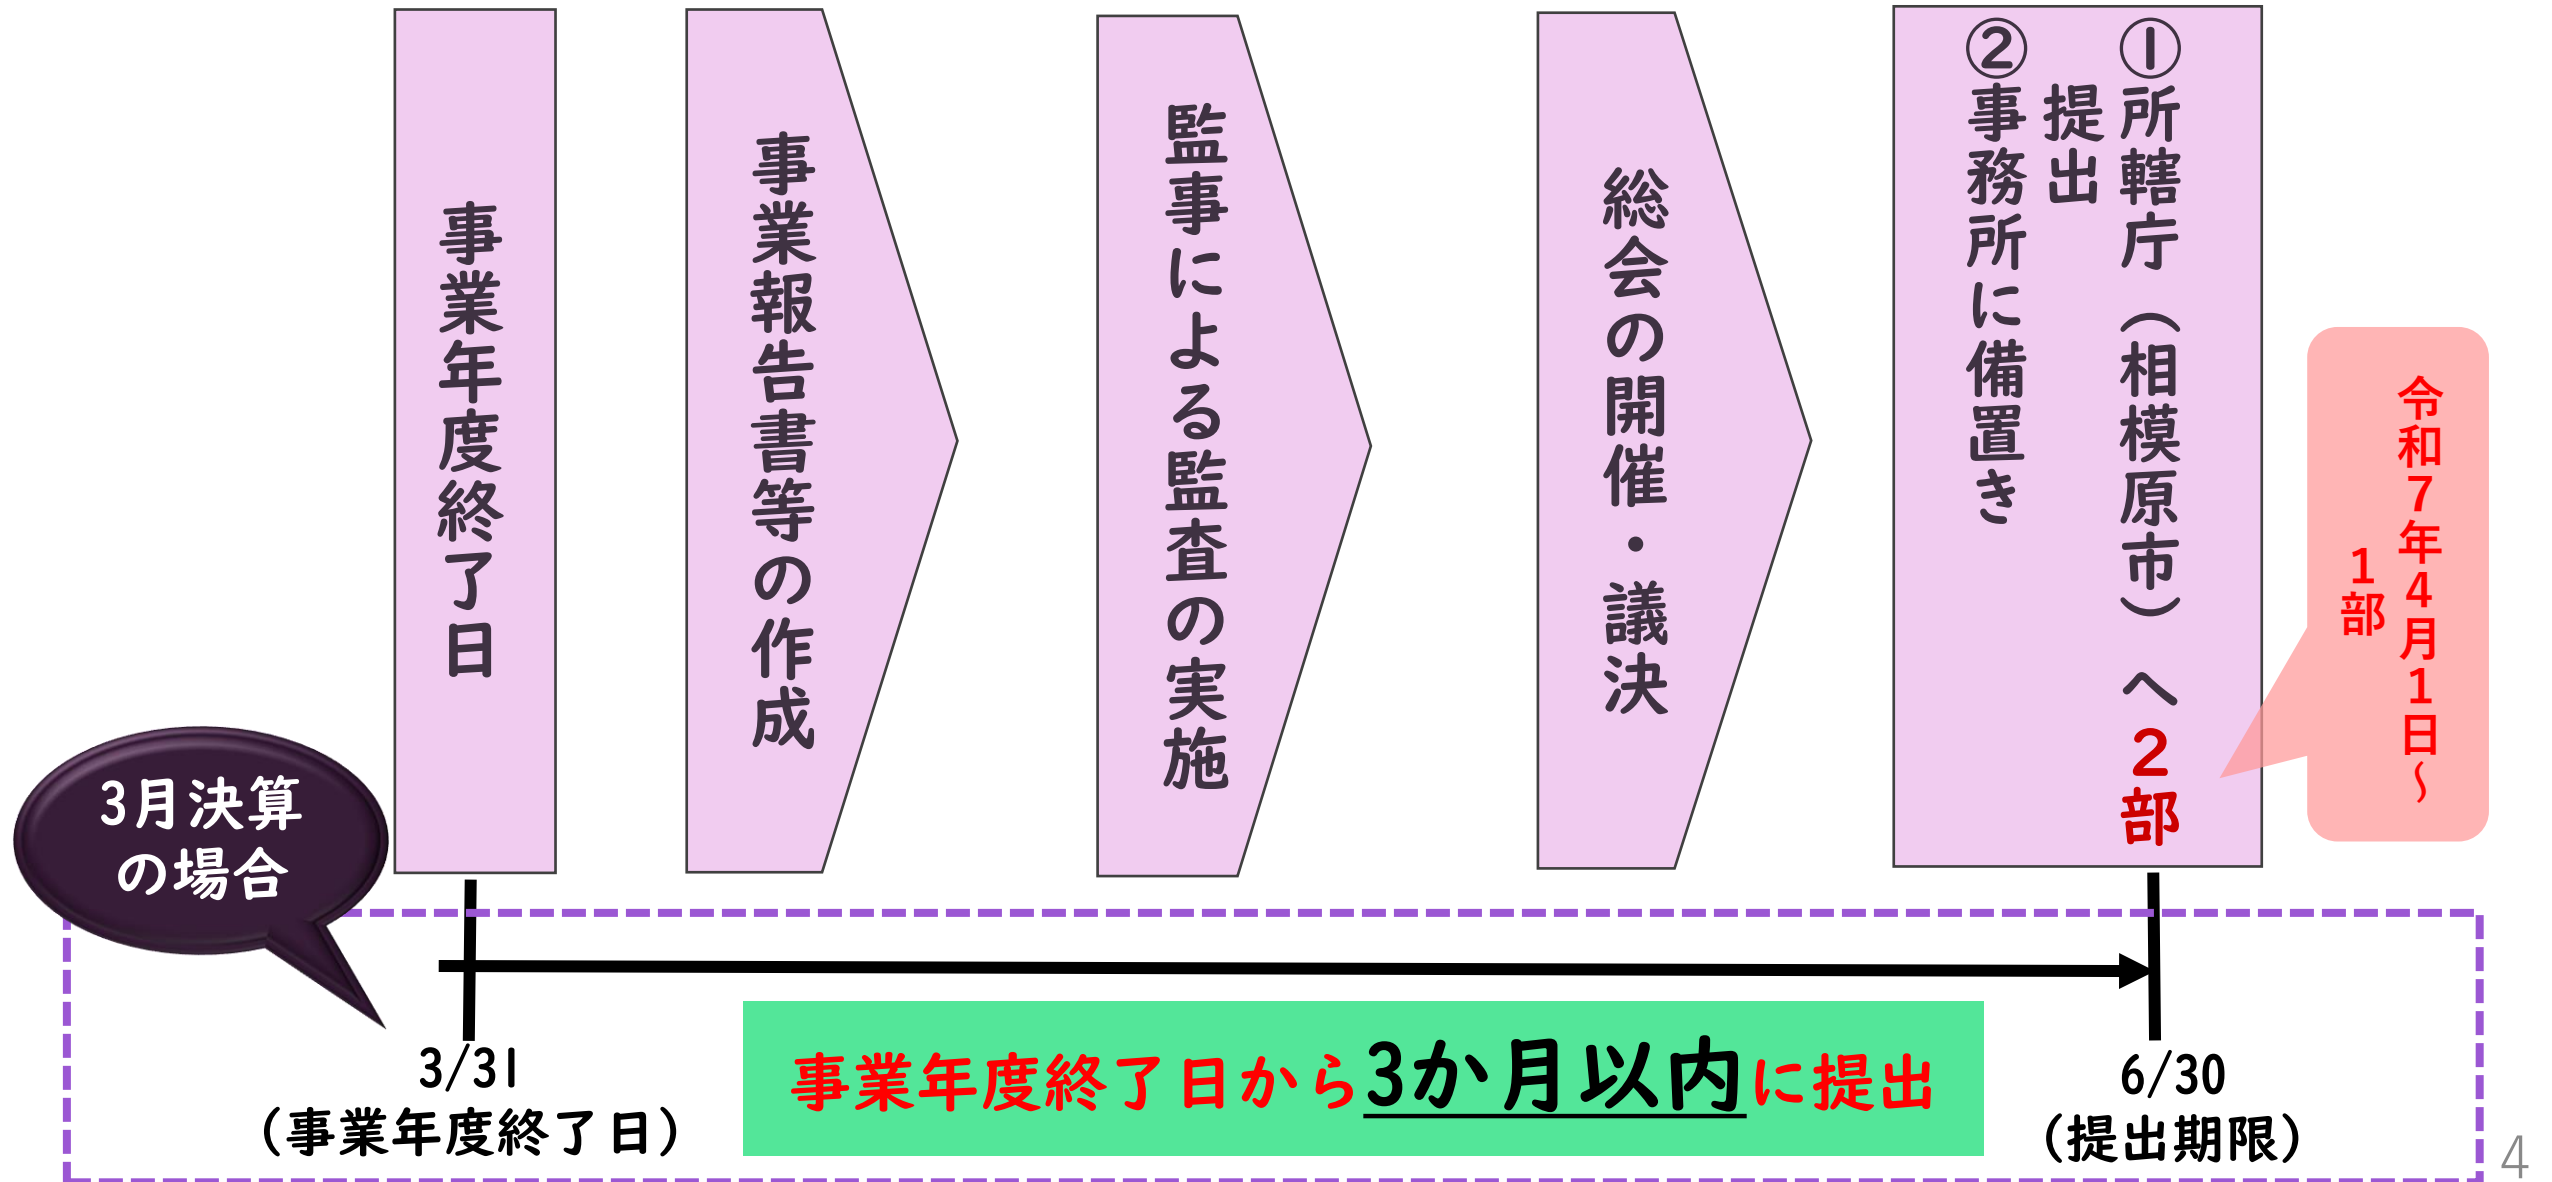 事業年度終了日
事業報告書等の作成
監事による監査の実施
総会の開催・議決
①所轄庁（相模原市）へ2部
提出
②事務所に備置き
令和7年4月1日～
1部
3月決算
の場合
3/31
（事業年度終了日）
事業年度終了日から3か月以内に提出
6/30
（提出期限）
4